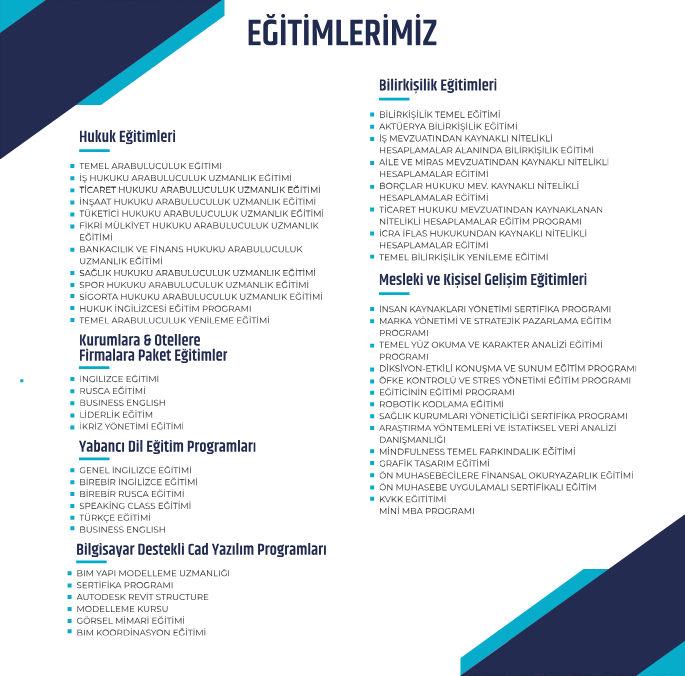 EĞİTİMLERİMİZ
Hukuk Eğitimleri
TEMEL ARABULUCULUK EĞİTİMİ
İŞ HUKUKU ARABULUCULUK UZMANLIK EĞİTİMİ
TİCARET HUKUKU ARABULUCULUK UZMANLIK EĞİTİMİ
İNŞAAT HUKUKU ARABULUCULUK UZMANLIK EĞİTİMİ
TÜKETİCİ HUKUKU ARABULUCULUK UZMANLIK EĞİTİMİ
FİKRİ MÜLKİYET HUKUKU ARABULUCULUK UZMANLIK
EĞİTİMİ
BANKACILIK VE FİNANS HUKUKU ARABULUCULUK
UZMANLIK EĞİTİMİ
SAĞLIK HUKUKU ARABULUCULUK UZMANLIK EĞİTİMİ
SPOR HUKUKU ARABULUCULUK UZMANLIK EĞİTİMİ
SİGORTA HUKUKU ARABULUCULUK UZMANLIK EĞİTİMİ
HUKUK İNGİLİZCESİ EĞİTİM PROGRAMI
TEMEL ARABULUCULUK YENİLEME EĞİTİMİ
Kurumlara & Otellere
Firmalara Paket Eğitimler
İNGİLİZCE EĞİTİMİ
RUSCA EĞİTİMİ
BUSINESS ENGLISH
LİDERLİK EĞİTİM
İKRİZ YÖNETİMİ EĞİTİMİ
Yabancı Dil Eğitim Programları
GENEL İNGİLİZCE EĞİTİMİ
BİREBİR İNGİLİZCE EĞİTİMİ
BİREBİR RUSCA EĞİTİMİ
SPEAKİNG CLASS EĞİTİMİ
TÜRKÇE EĞİTİMİ
BUSINESS ENGLISH
Bilgisayar Destekli Cad Yazılım Programları
BIM YAPI MODELLEME UZMANLIĞI
SERTİFİKA PROGRAMI
AUTODESK REVİT STRUCTURE
MODELLEME KURSU
GÖRSEL MİMARİ EĞİTİMİ
BIM KOORDİNASYON EĞİTİMİ
Bilirkişilik Eğitimleri
BİLİRKİŞİLİK TEMEL EĞİTİMİ
AKTÜERYA BİLİRKİŞİLİK EĞİTİMİ
İŞ MEVZUATINDAN KAYNAKLI NİTELİKLİ
HESAPLAMALAR ALANINDA BİLİRKİŞİLİK EĞİTİMİ
AİLE VE MİRAS MEVZUATINDAN KAYNAKLI NİTELİKLİ
HESAPLAMALAR EĞİTİMİ
BORÇLAR HUKUKU MEV. KAYNAKLI NİTELİKLİ
HESAPLAMALAR EĞİTİMİ
TİCARET HUKUKU MEVZUATINDAN KAYNAKLANAN
NİTELİKLİ HESAPLAMALAR EĞİTİM PROGRAMI
İCRA İFLAS HUKUKUNDAN KAYNAKLI NİTELİKLİ
HESAPLAMALAR EĞİTİMİ
TEMEL BİLİRKİŞİLİK YENİLEME EĞİTİMİ
Mesleki ve Kişisel Gelişim Eğitimleri
İNSAN KAYNAKLARI YÖNETİMİ SERTİFİKA PROGRAMI
MARKA YÖNETİMİ VE STRATEJİK PAZARLAMA EĞİTİM
PROGRAMI
TEMEL YÜZ OKUMA VE KARAKTER ANALİZİ EĞİTİMİ
PROGRAMI
DİKSİYON-ETKİLİ KONUŞMA VE SUNUM EĞİTİM PROGRAMI
ÖFKE KONTROLÜ VE STRES YÖNETİMİ EĞİTİM PROGRAMI
EĞİTİCİNİN EĞİTİMİ PROGRAMI
ROBOTİK KODLAMA EĞİTİMİ
SAĞLIK KURUMLARI YÖNETİCİLİĞİ SERTİFİKA PROGRAMI
ARAŞTIRMA YÖNTEMLERİ VE İSTATİKSEL VERİ ANALİZİ
DANIŞMANLIĞI
MİNDFULNESS TEMEL FARKINDALIK EĞİTİMİ
GRAFİK TASARIM EĞİTİMİ
ÖN MUHASEBECİLERE FİNANSAL OKURYAZARLIK EĞİTİMİ
ÖN MUHASEBE UYGULAMALI SERTİFİKALI EĞİTİM
KVKK EĞİTİTİMİ
MİNİ MBA PROGRAMI